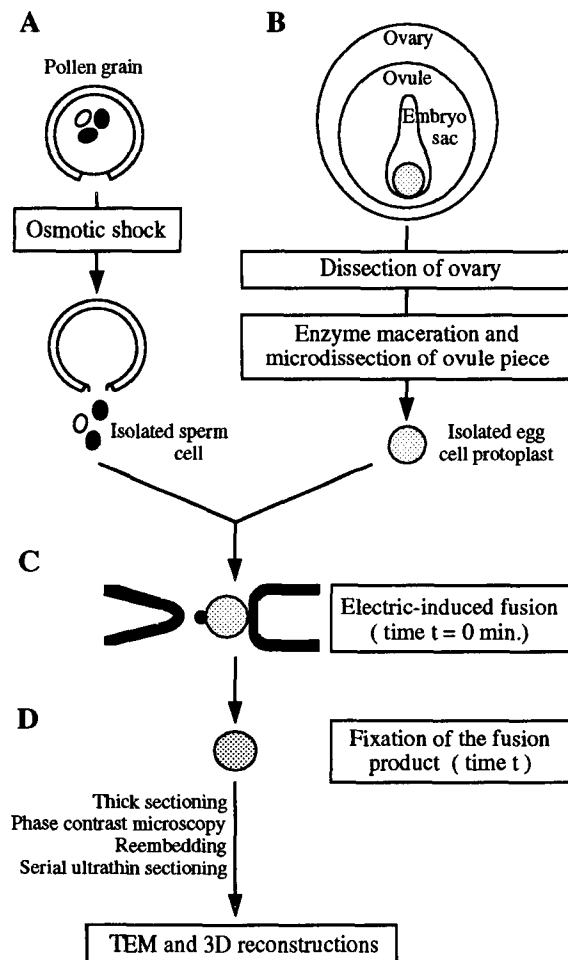 A
Pollen grain
Osmotic shock
Isolated sperm
cell
B
Ovary
Ovule
Embryo
sac
Dissection of ovary
Enzyme maceration and
microdissection of ovule piece
Isolated egg
cell protoplast
C
Electric-induced fusion
( time t = 0 min.)
D
Fixation of the fusion
product ( time t )
Thick sectioning
Phase contrast microscopy
Reembedding
Serial ultrathin sectioning
TEM and 3D reconstructions